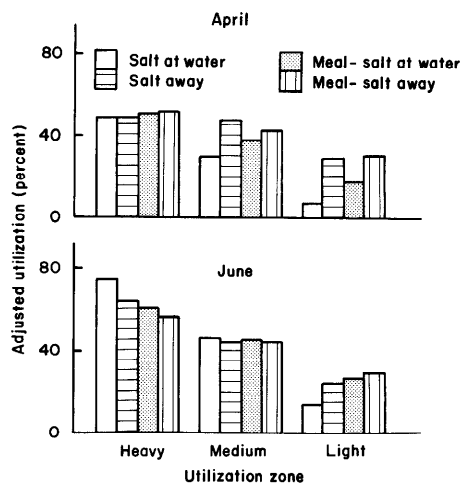 April
80
40
0
Salt at water
Salt away
Meal- salt at water
Meal- salt away
Adjusted utilization (percent)
June
80
40
0
Heavy Medium Light
Utilization zone